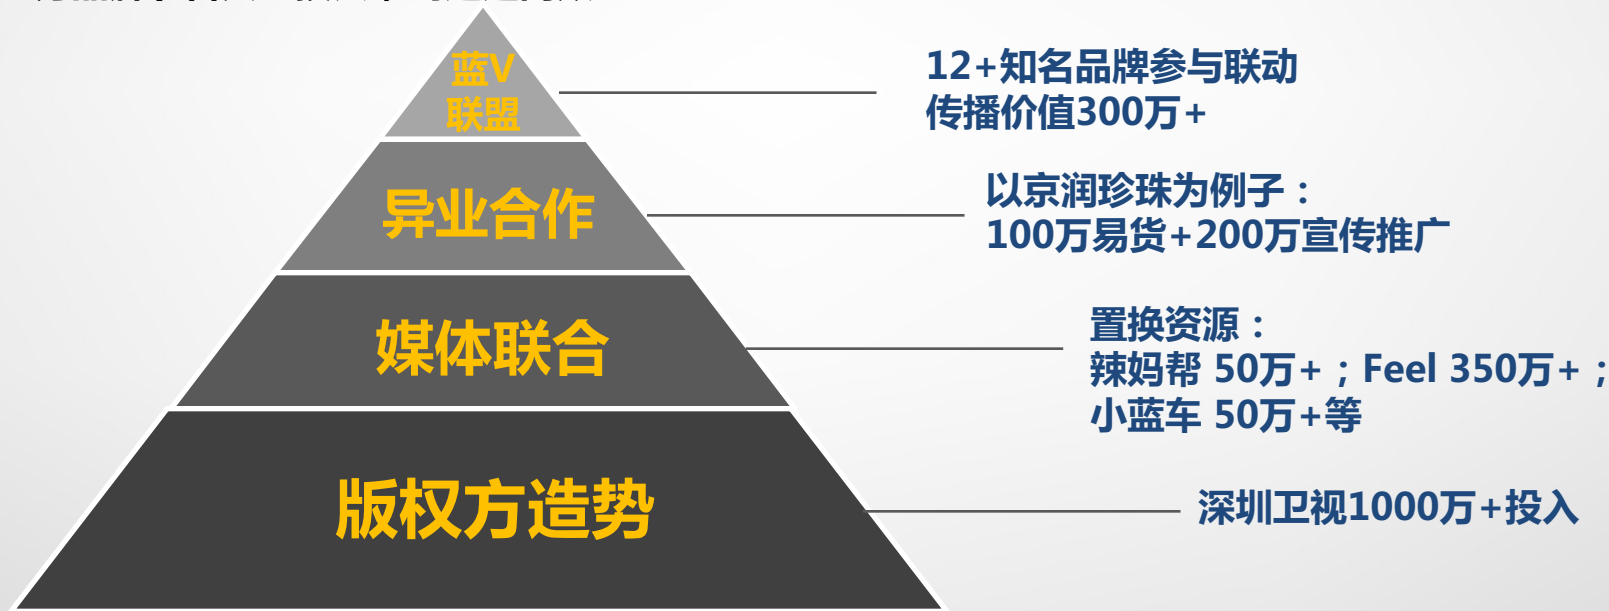 蓝V
联盟
12+知名品牌参与联动
传播价值300万+
异业合作
以京润珍珠为例子：
100万易货+200万宣传推广
媒体联合
置换资源：
辣妈帮 50万+；Feel 350万+；
小蓝车 50万+等
版权方造势
深圳卫视1000万+投入